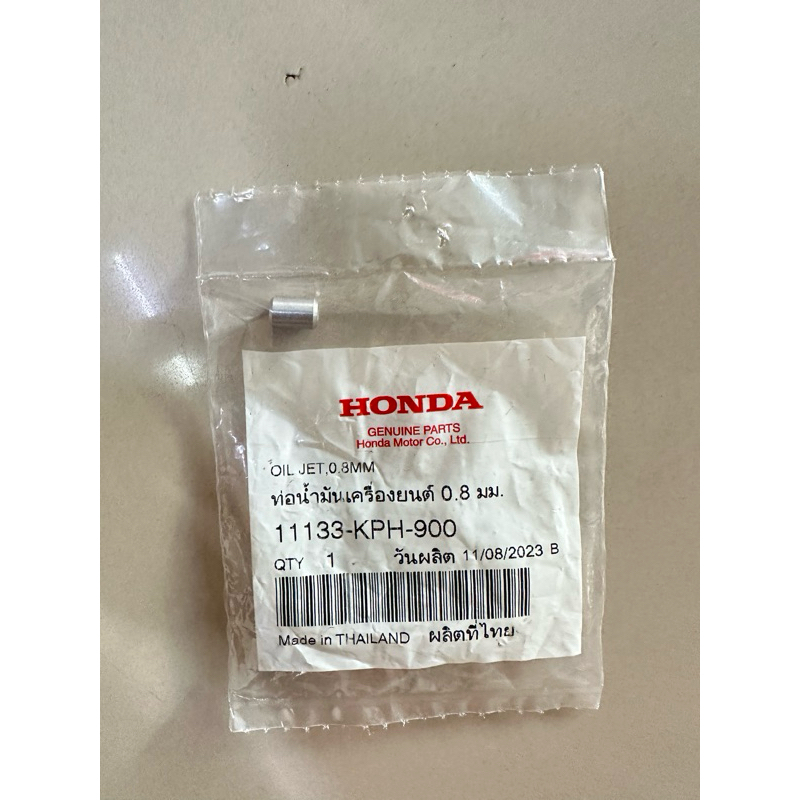 HONDA
GENUINE PARTS
Honda Motor Co., Ltd.
OIL JET,0.8MM
ท่อน้ำมันเครื่องยนต์ 0.8 มม.
11133-KPH-900
QTY 1 วันผลิต 11/08/2023 B
Made in THAILAND ผลิตที่ไทย